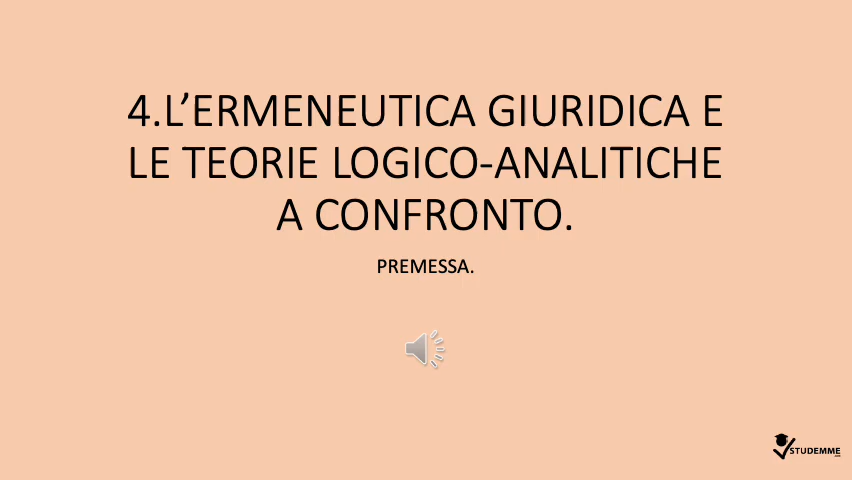 4.L’ERMENEUTICA GIURIDICA E
LE TEORIE LOGICO-ANALITICHE
A CONFRONTO.
PREMESSA.
STUDEMME